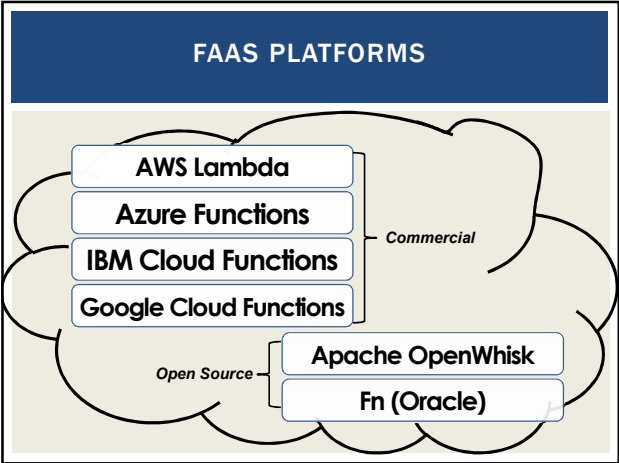 FAAS PLATFORMS
AWS Lambda
Azure Functions
Commercial
IBM Cloud Functions
Google Cloud Functions
Apache OpenWhisk
Open Source
Fn (Oracle)